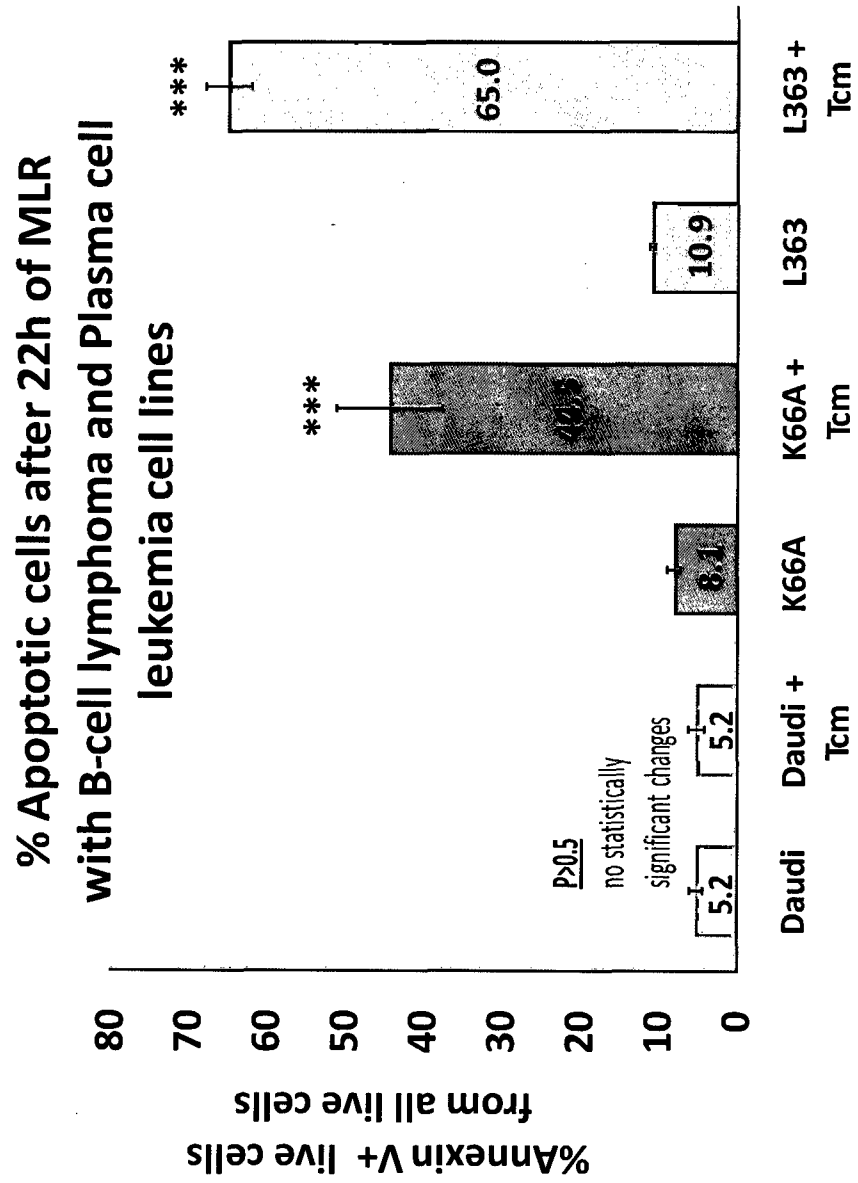 % Apoptotic cells after 22h of MLR
with B-cell lymphoma and Plasma cell
leukemia cell lines
%Annexin V+ live cells
from all live cells
80
70
60
50
40
30
20
10
0
P>0.5
no statistically
significant changes
5.2
5.2
8.1
***
10.9
***
65.0
Daudi
Daudi +
Tcm
K66A
K66A +
Tcm
L363
L363 +
Tcm